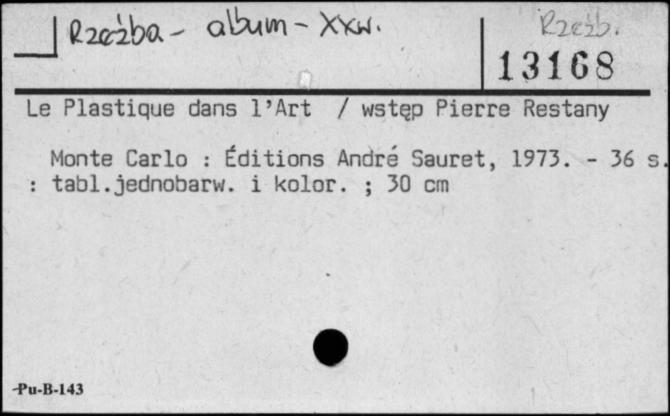 Rzeźba - album - XXw.
Rzeźb.
13168
Le Plastique dans l'Art / wstęp Pierre Restany
Monte Carlo : Éditions André Sauret, 1973. - 36 s.
: tabl.jednobarw. i kolor. ; 30 cm
-Pu-B-143